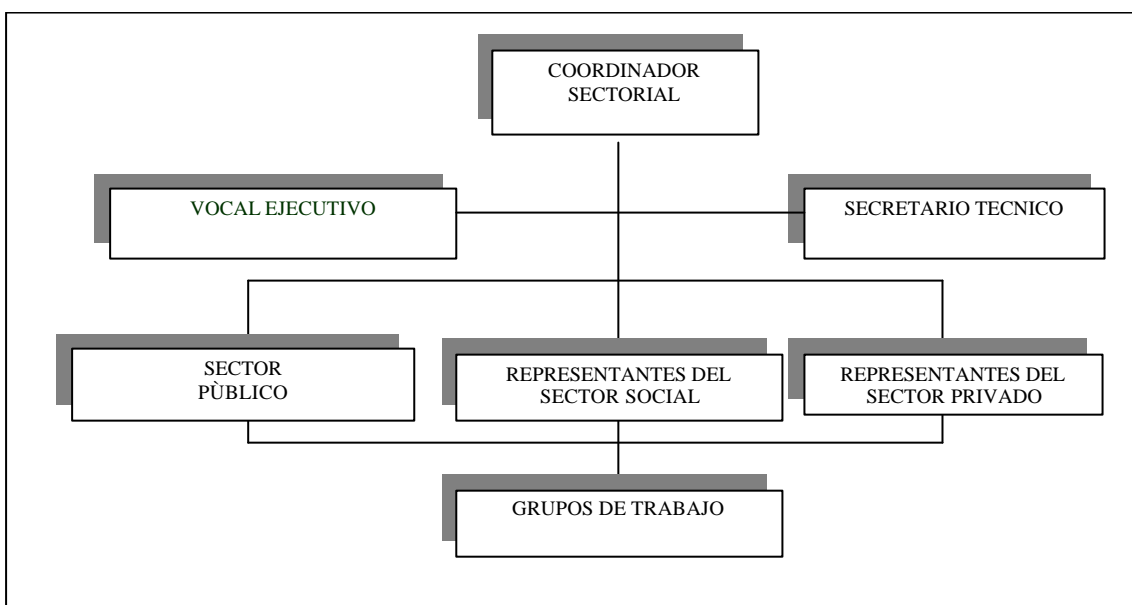 COORDINADOR
SECTORIAL
VOCAL EJECUTIVO
SECRETARIO TECNICO
SECTOR
PÙBLICO
REPRESENTANTES DEL
SECTOR SOCIAL
REPRESENTANTES DEL
SECTOR PRIVADO
GRUPOS DE TRABAJO